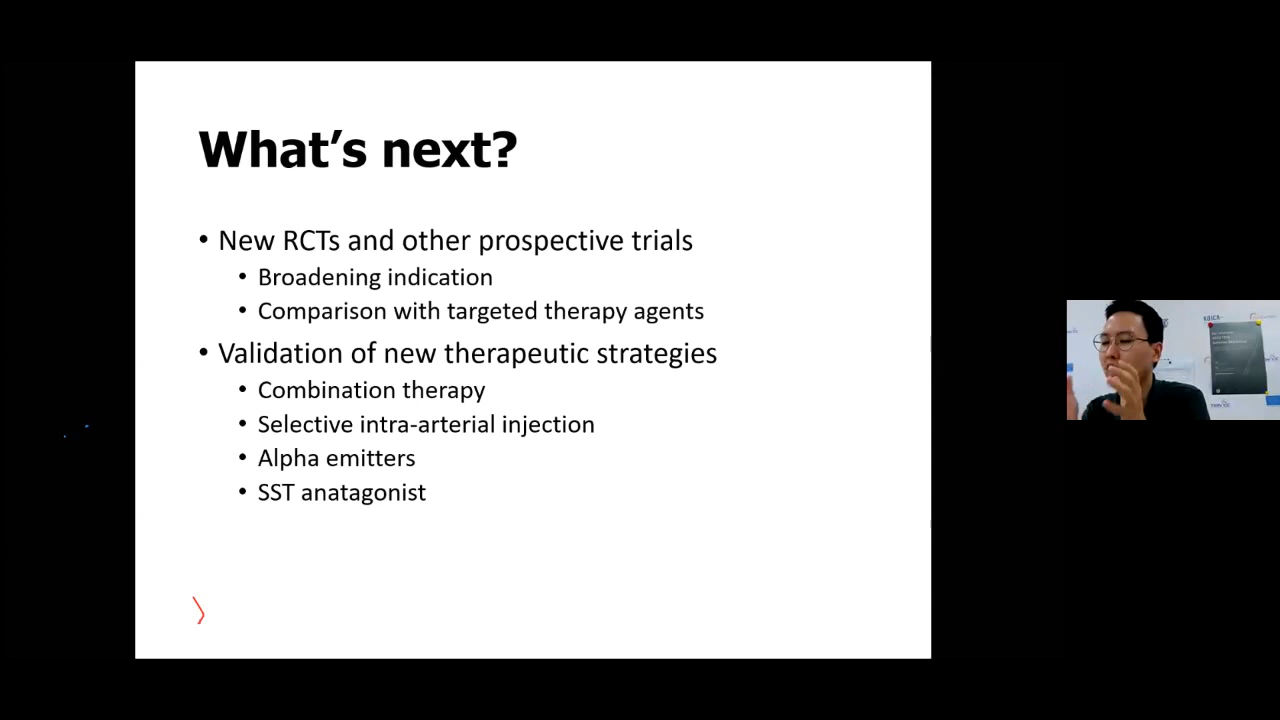 What's next?
• New RCTs and other prospective trials
• Broadening indication
• Comparison with targeted therapy agents
• Validation of new therapeutic strategies
• Combination therapy
• Selective intra-arterial injection
• Alpha emitters
• SST anatagonist